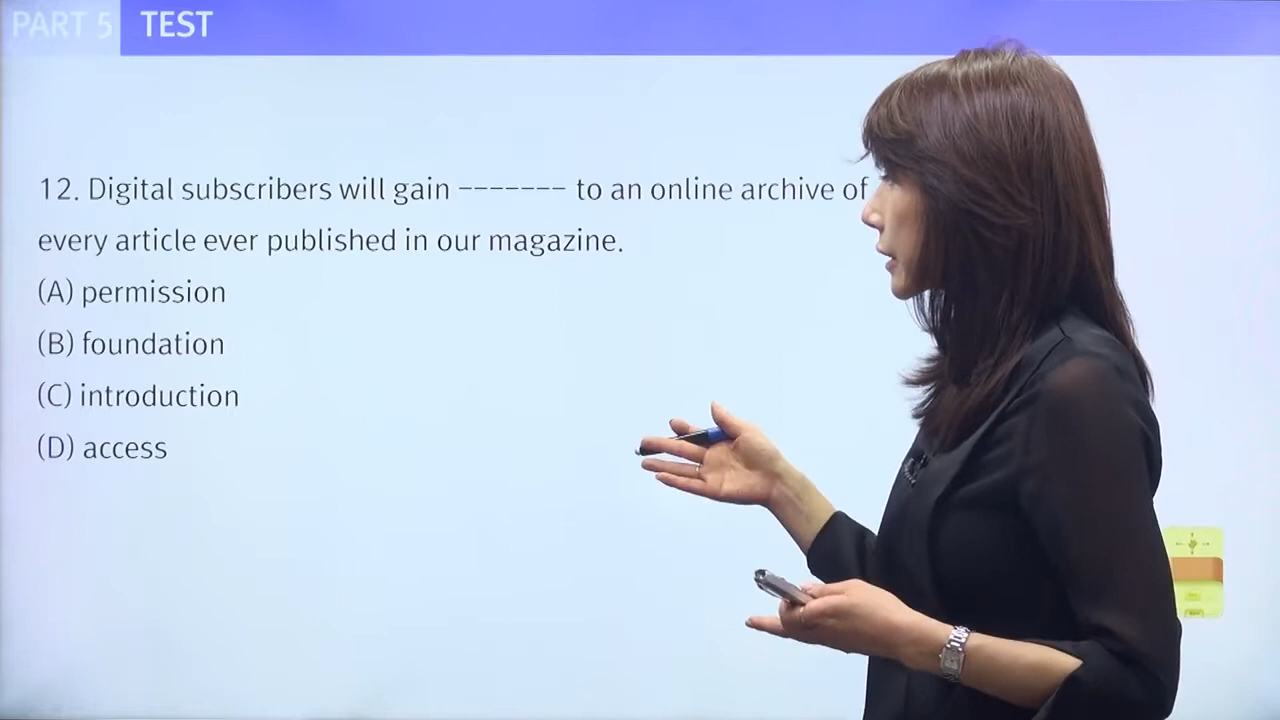 PART 5 TEST
12. Digital subscribers will gain ------- to an online archive of
every article ever published in our magazine.
(A) permission
(B) foundation
(C) introduction
(D) access